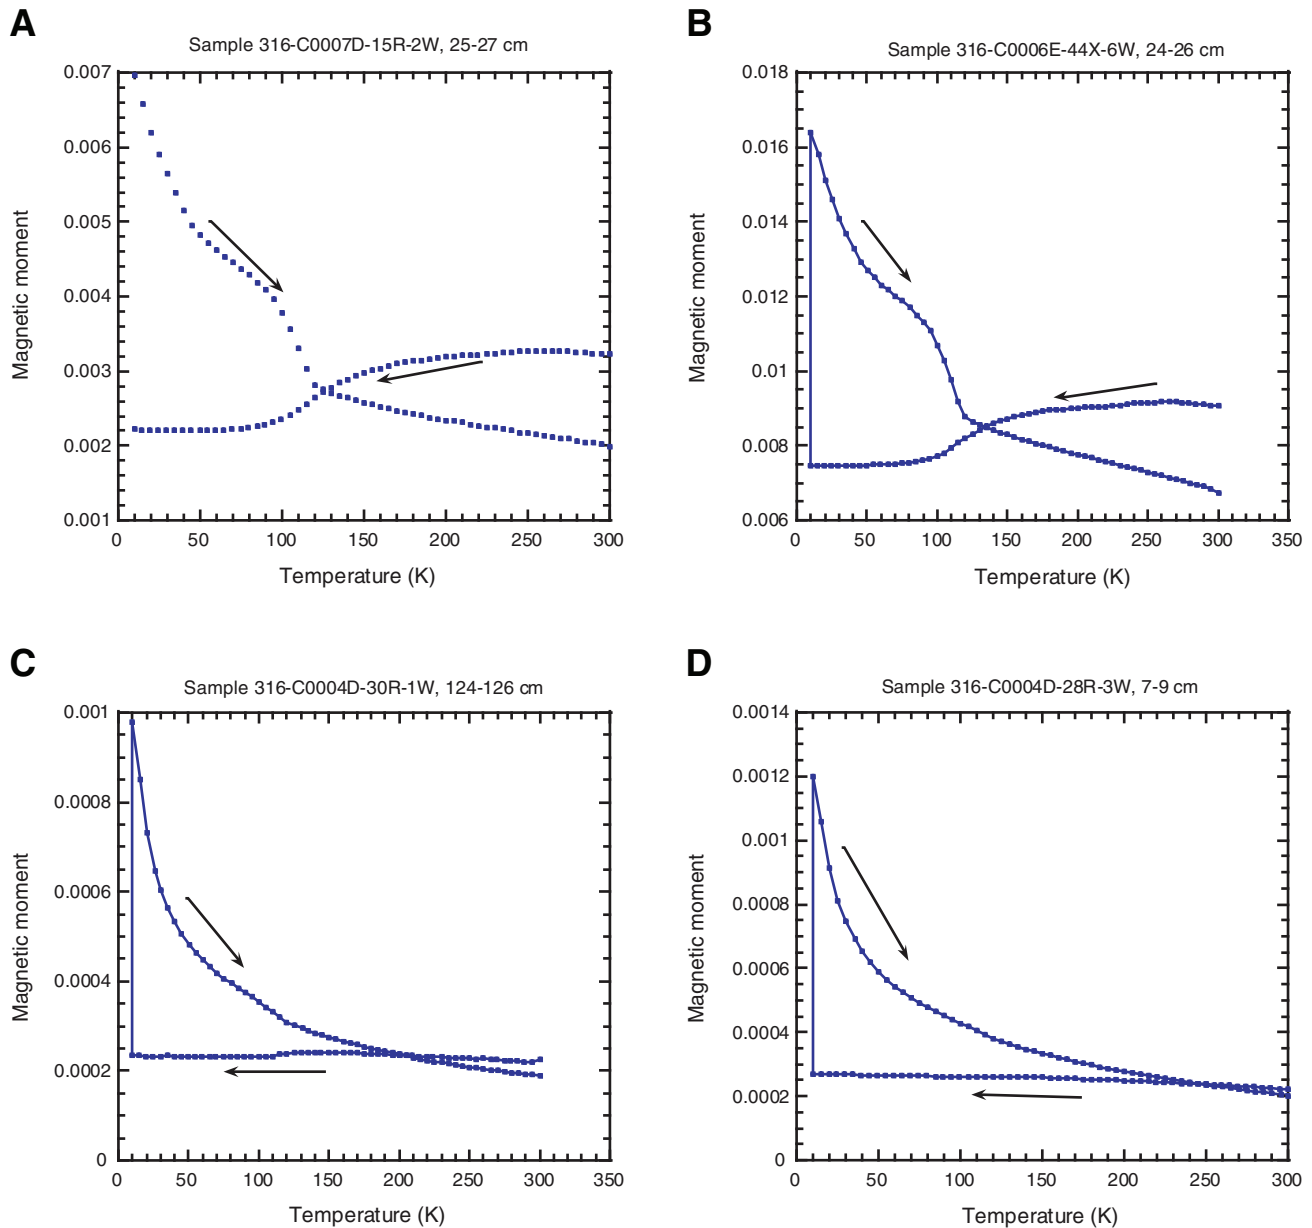 A
Sample 316-C0007D-15R-2W, 25-27 cm
0.007
0.006
0.005
0.004
0.003
0.002
0.001
Magnetic moment
0 50 100 150 200 250 300
Temperature (K)
B
Sample 316-C0006E-44X-6W, 24-26 cm
0.018
0.016
0.014
0.012
0.01
0.008
0.006
Magnetic moment
0 50 100 150 200 250 300 350
Temperature (K)
C
Sample 316-C0004D-30R-1W, 124-126 cm
0.001
0.0008
0.0006
0.0004
0.0002
0
Magnetic moment
0 50 100 150 200 250 300 350
Temperature (K)
D
Sample 316-C0004D-28R-3W, 7-9 cm
0.0014
0.0012
0.001
0.0008
0.0006
0.0004
0.0002
0
Magnetic moment
0 50 100 150 200 250 300
Temperature (K)